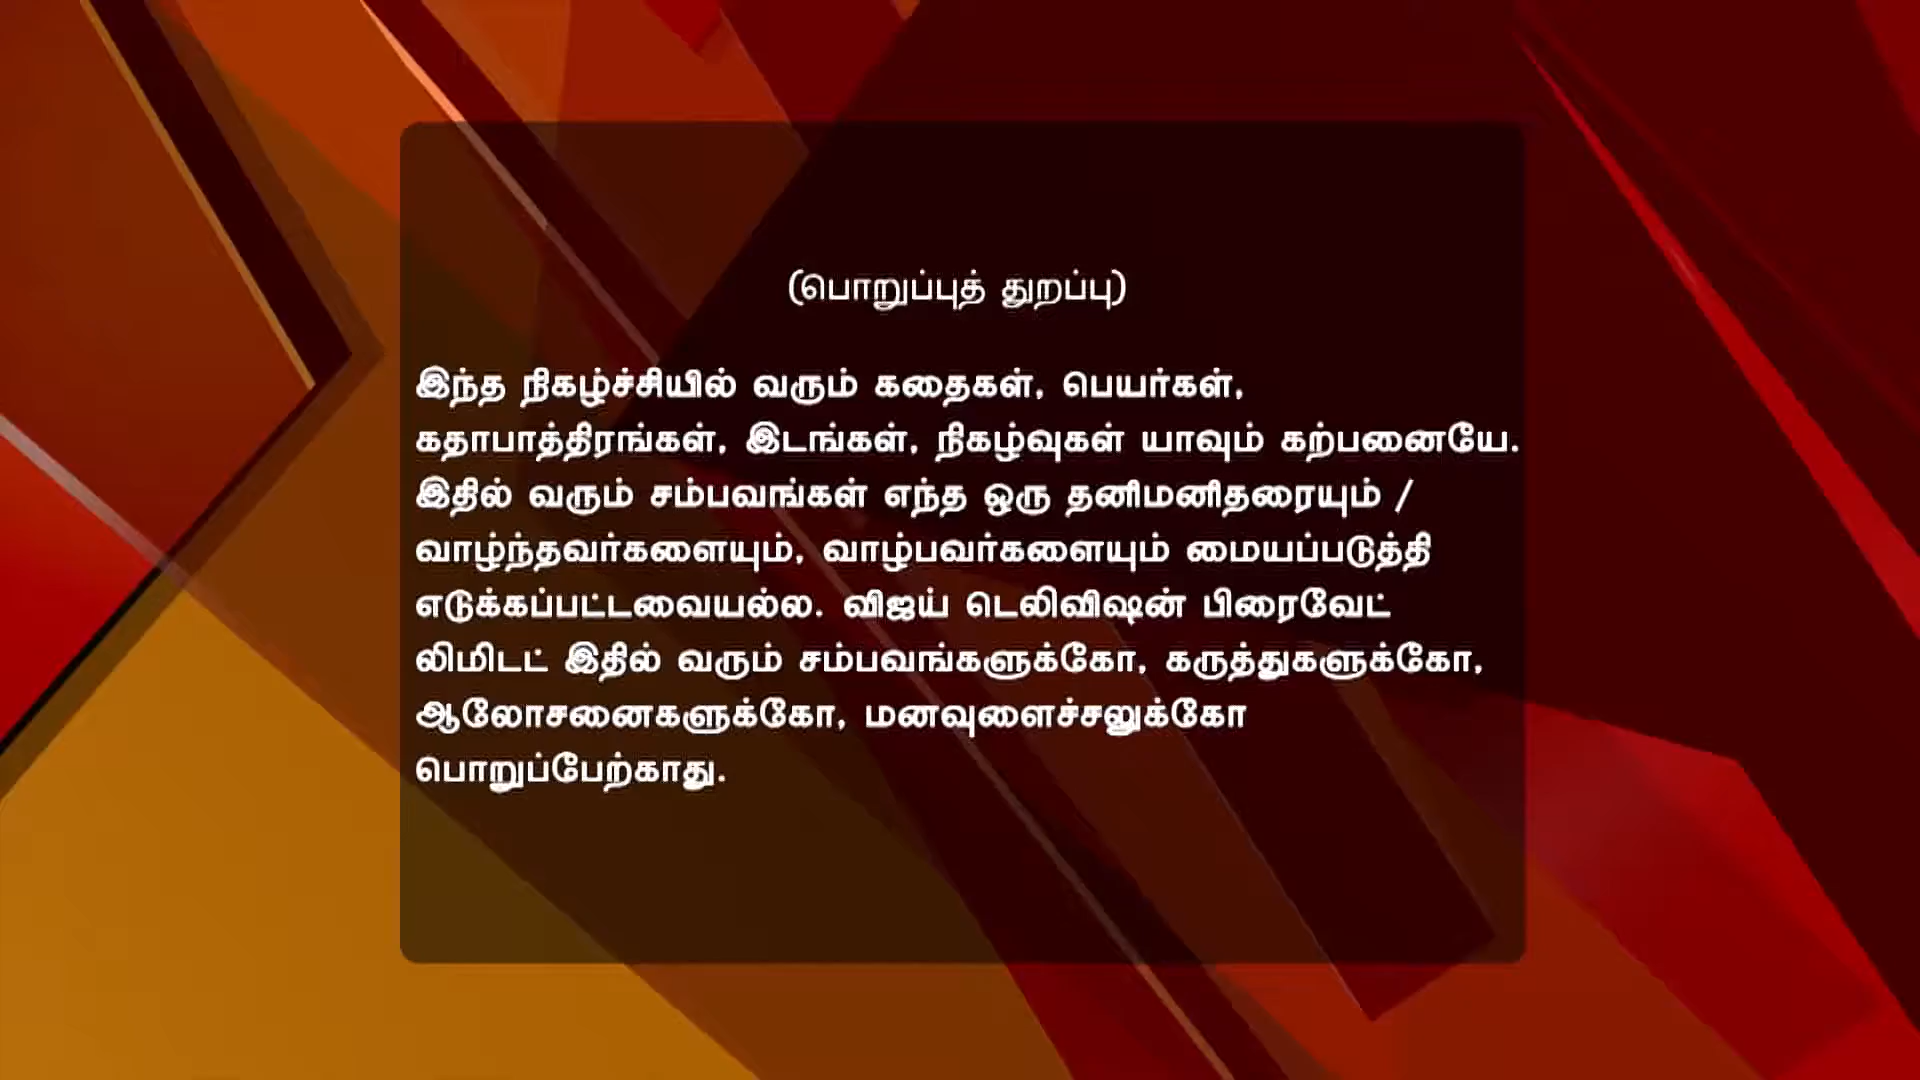 (பொறுப்புத் துறப்பு)
இந்த நிகழ்ச்சியில் வரும் கதைகள், பெயர்கள்,
கதாபாத்திரங்கள், இடங்கள், நிகழ்வுகள் யாவும் கற்பனையே.
இதில் வரும் சம்பவங்கள் எந்த ஒரு தனிமனிதரையும் /
வாழ்ந்தவர்களையும், வாழ்பவர்களையும் மையப்படுத்தி
எடுக்கப்பட்டவையல்ல. விஜய் டெலிவிஷன் பிரைவேட்
லிமிடட் இதில் வரும் சம்பவங்களுக்கோ, கருத்துகளுக்கோ,
ஆலோசனைகளுக்கோ, மனவுளைச்சலுக்கோ
பொறுப்பேற்காது.